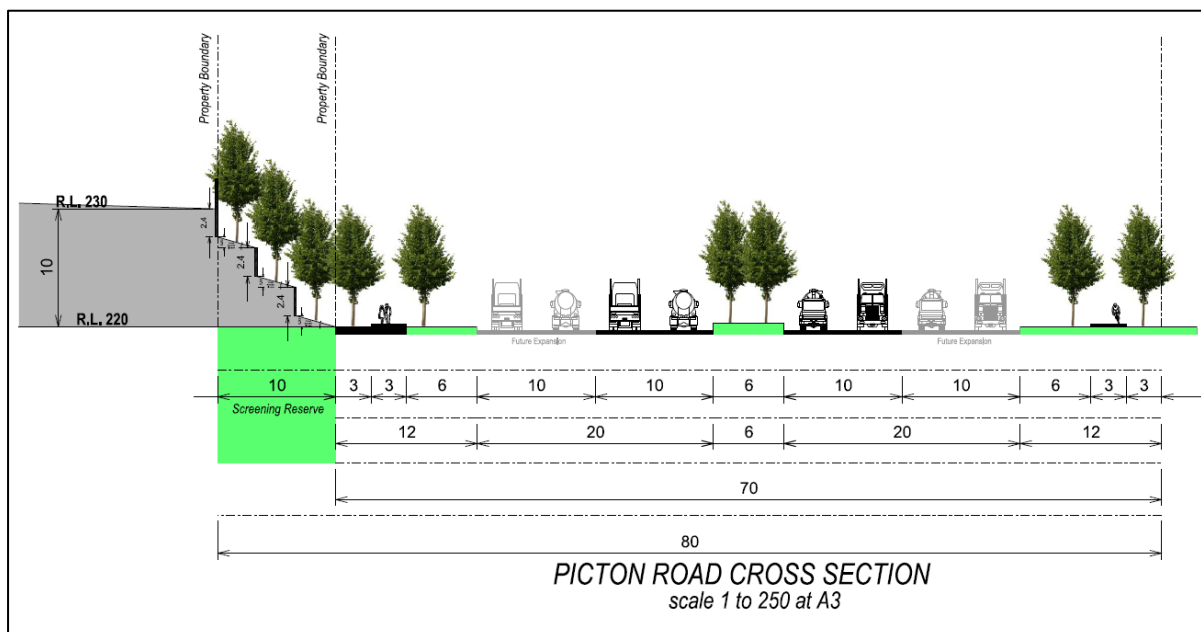 Property Boundary
Property Boundary
R.L. 230
2.4
10
2.4
2.4
R.L. 220
Future Expansion
Future Expansion
10 3 3 6 10 10 6 10 10 6 3 3
Screening Reserve
12 20 6 20 12
70
80
PICTON ROAD CROSS SECTION
scale 1 to 250 at A3